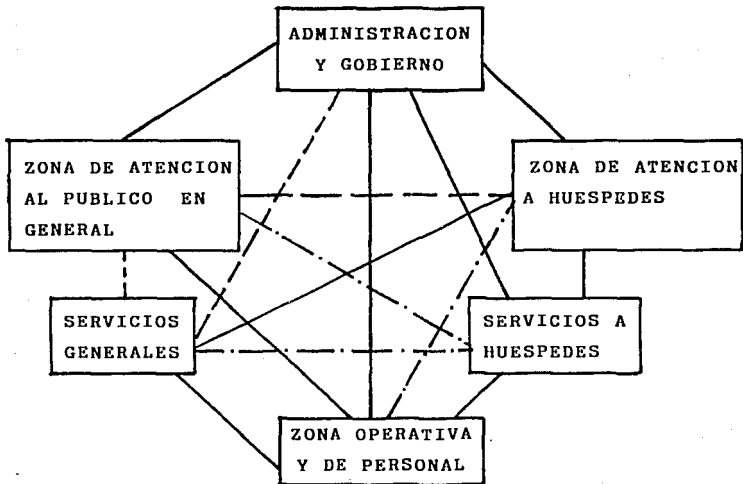 ADMINISTRACION
Y GOBIERNO
ZONA DE ATENCION
AL PUBLICO EN
GENERAL
ZONA DE ATENCION
A HUESPEDES
SERVICIOS
GENERALES
SERVICIOS A
HUESPEDES
ZONA OPERATIVA
Y DE PERSONAL